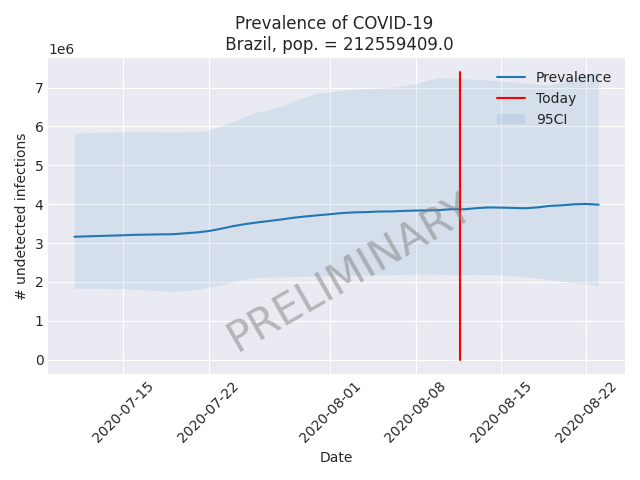 Prevalence of COVID-19
Brazil, pop. = 212559409.0
1e6
Prevalence
Today
95CI
7
6
5
4
3
2
1
0
# undetected infections
PRELIMINARY
2020-07-15
2020-07-22
2020-08-01
2020-08-08
2020-08-15
2020-08-22
Date